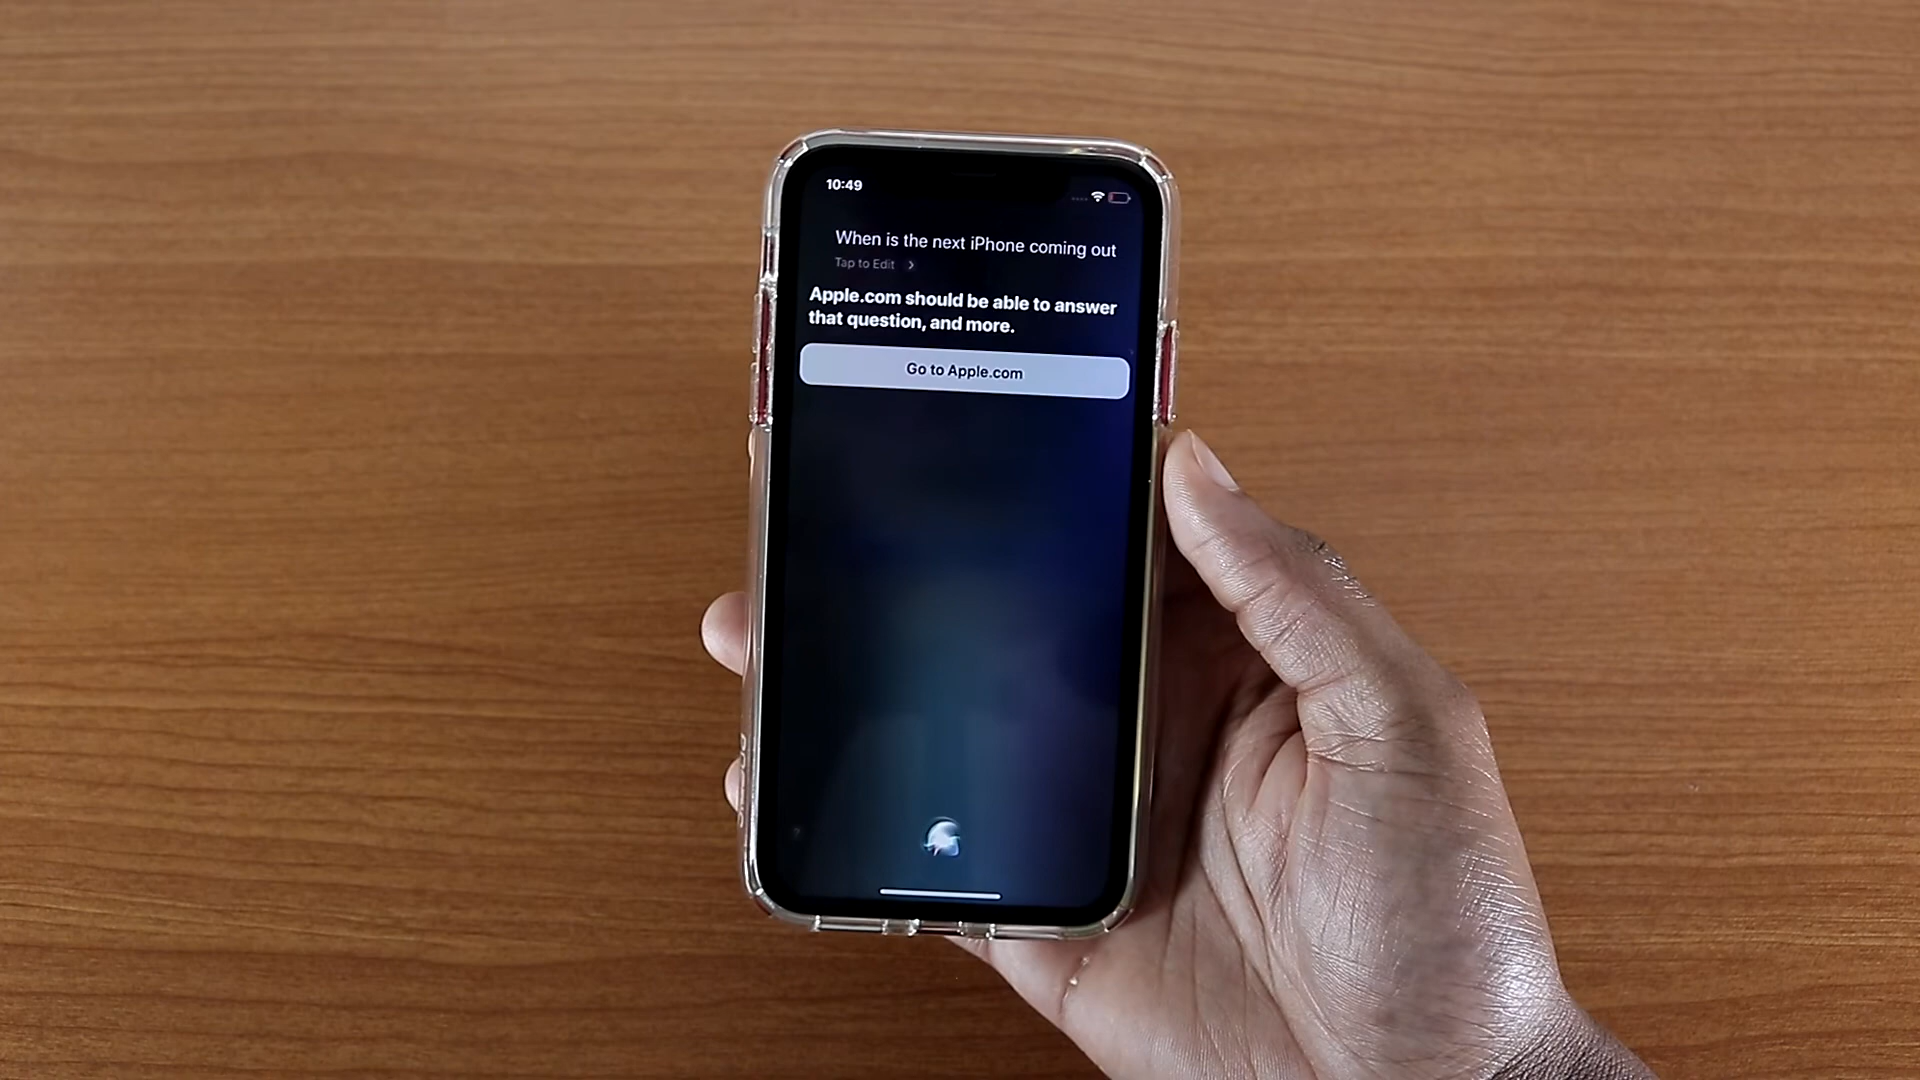 10:49
When is the next iPhone coming out
Tap to Edit
Apple.com should be able to answer
that question, and more.
Go to Apple.com